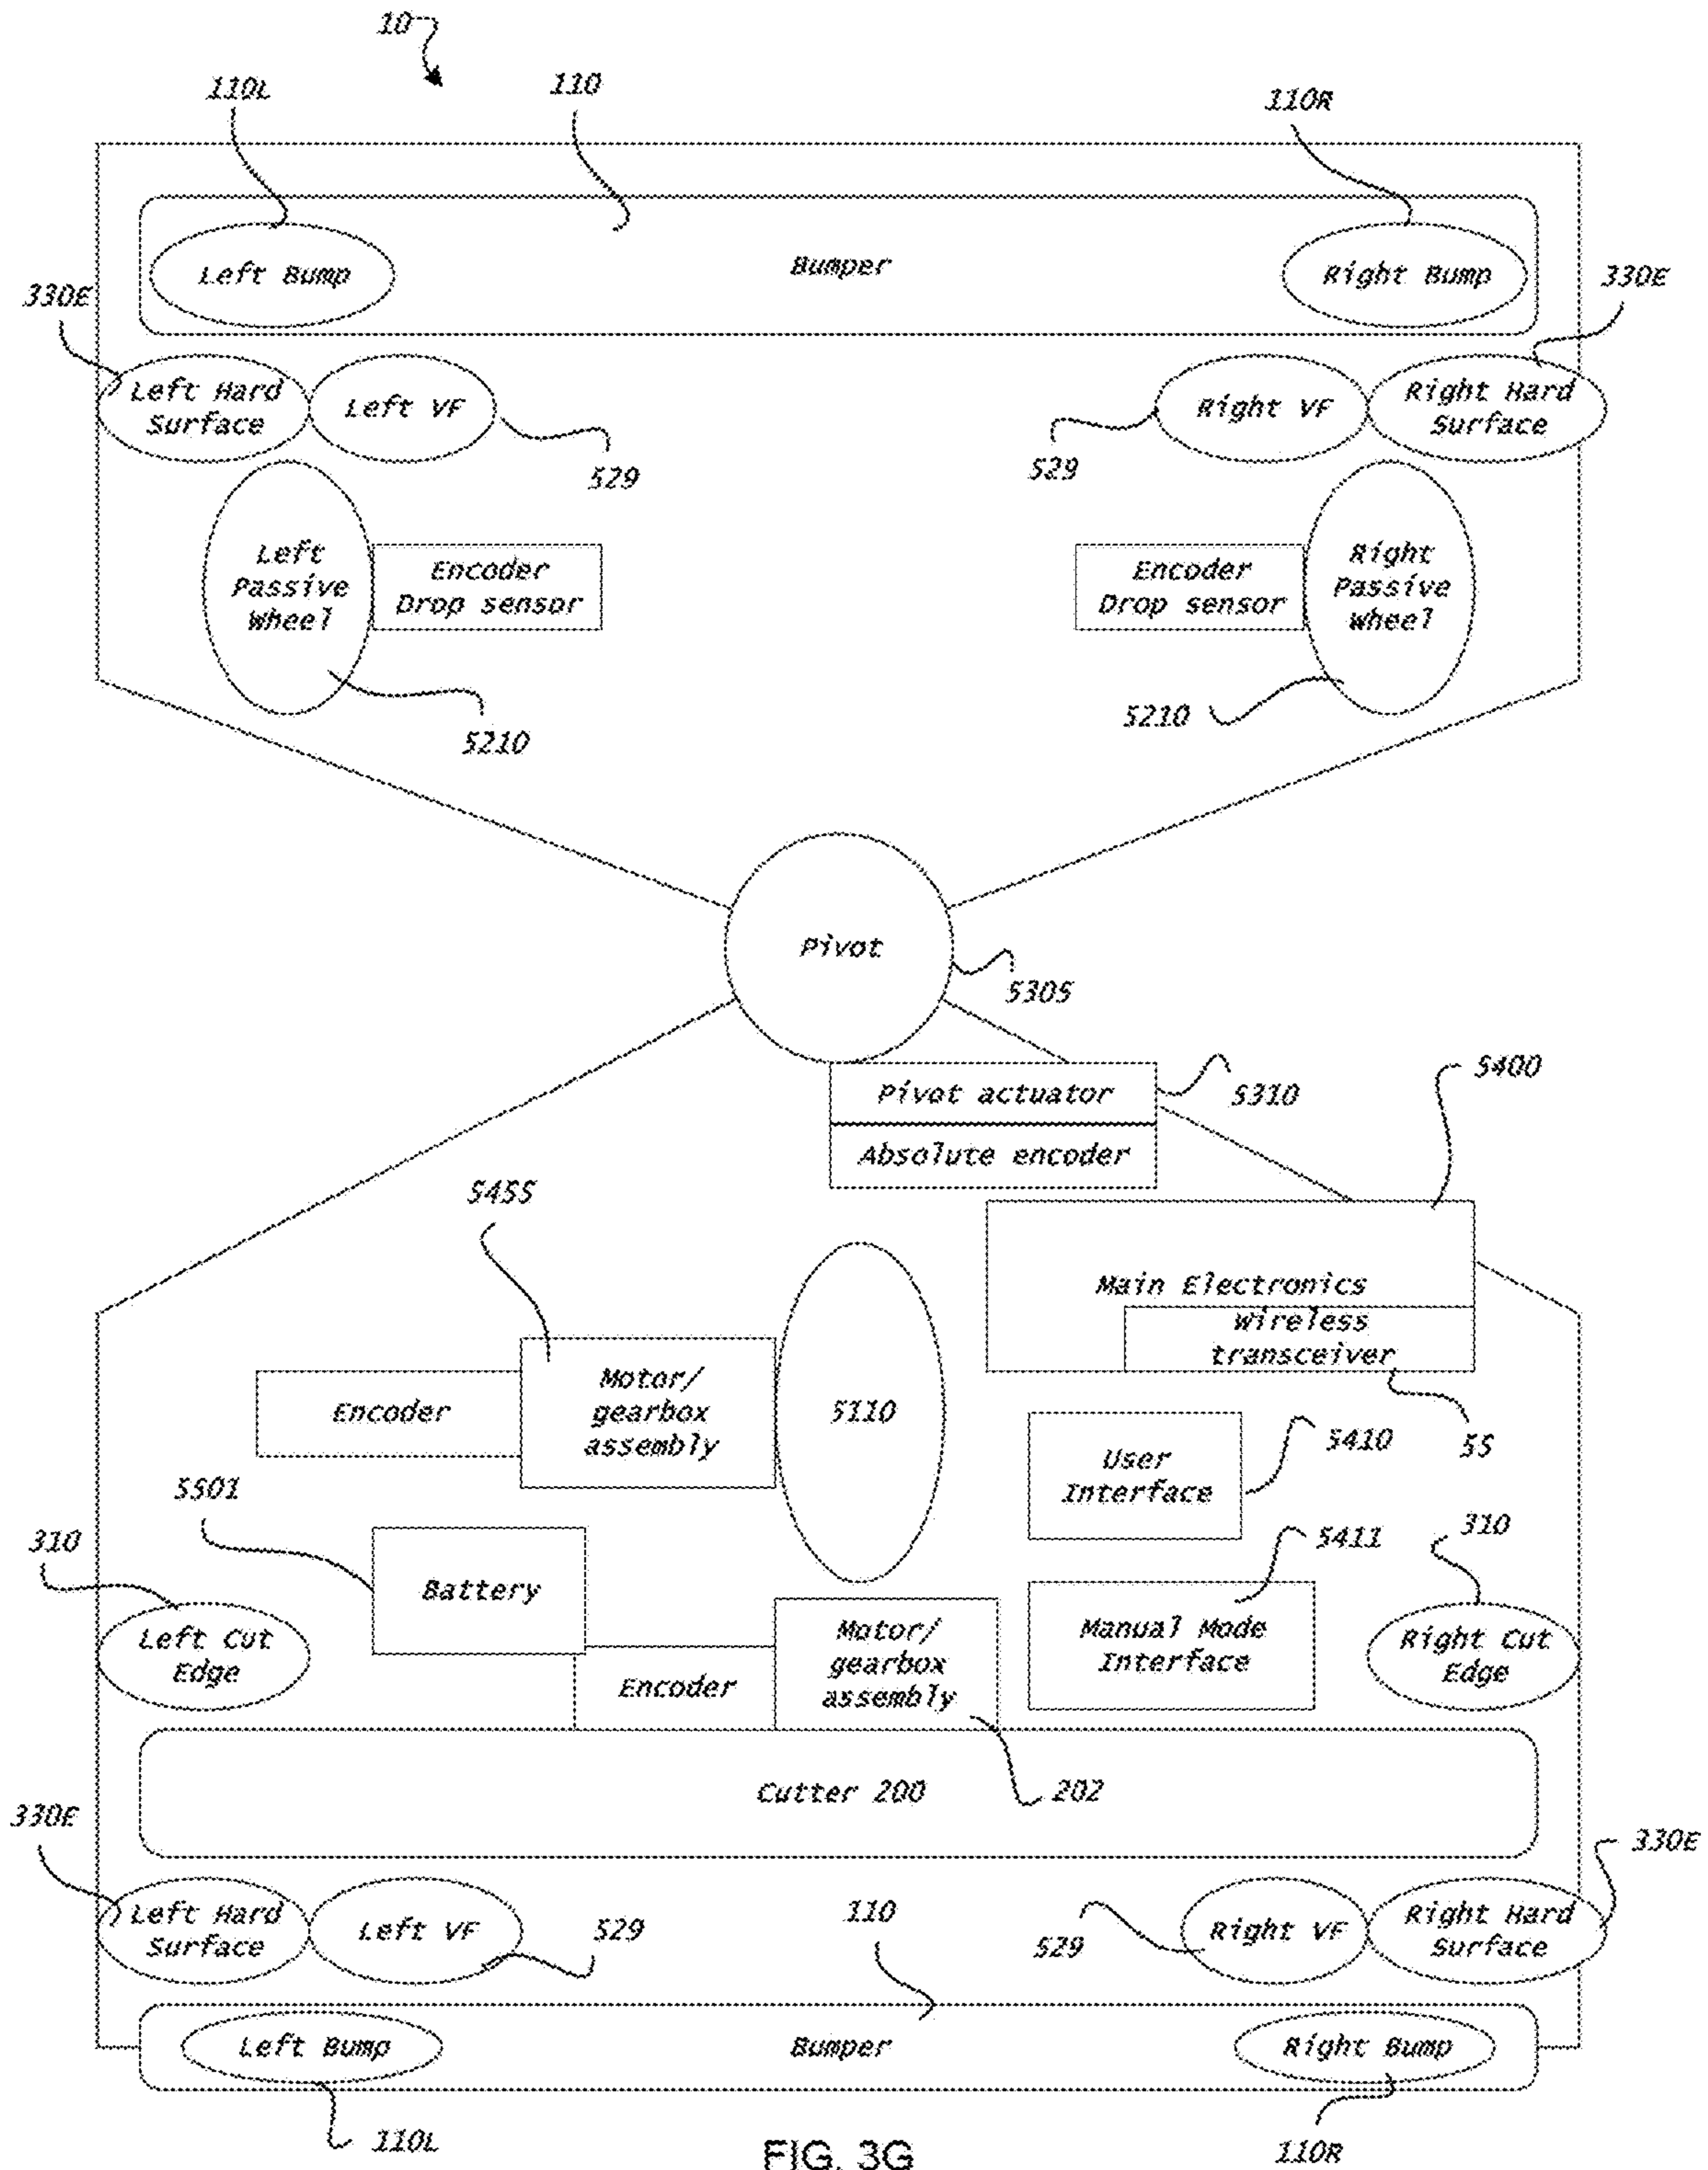 10
110L
110
110R
Left Bump
Bumper
Right Bump
330E
330E
Left Hard
Surface
Left VF
Right VF
Right Hard
Surface
529
529
Left
Passive
Wheel
Encoder
Drop sensor
Encoder
Drop sensor
Right
Passive
Wheel
5210
5210
Pivot
5305
Pivot actuator
5310
5400
Absolute encoder
5455
Main Electronics
Wireless
transceiver
Encoder
Motor/
gearbox
assembly
5110
User
Interface
5410
55
5501
310
Battery
5411
310
Left Cut
Edge
Encoder
Motor/
gearbox
assembly
Manual Mode
Interface
Right Cut
Edge
Cutter 200
202
330E
330E
Left Hard
Surface
Left VF
529
110
529
Right VF
Right Hard
Surface
Left Bump
Bumper
Right Bump
110L
110R
FIG. 3G